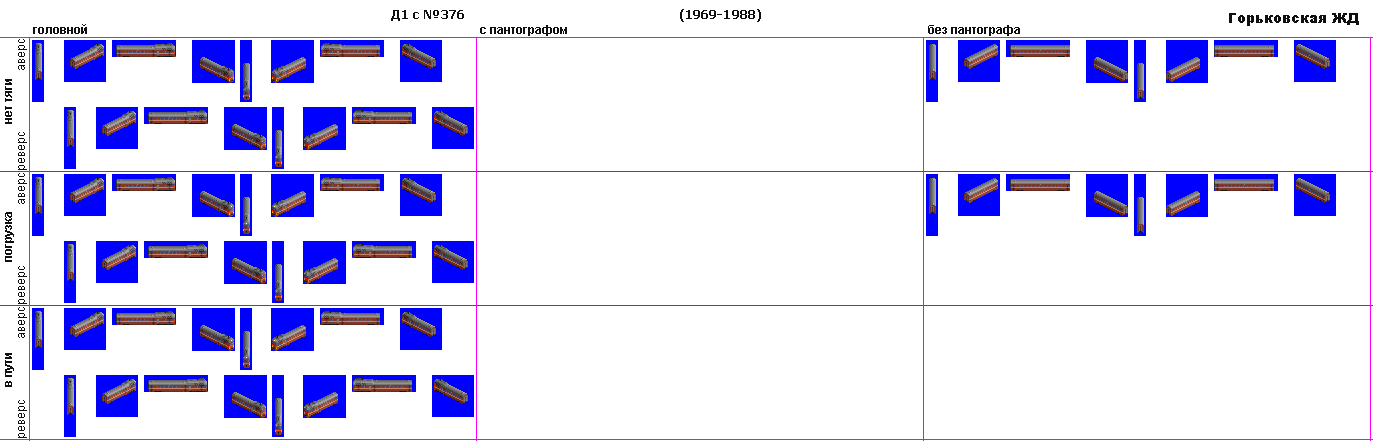 Д1 с №376
(1969-1988)
Горьковская ЖД
головной
с пантографом
без пантографа
нет тяги
аверс
реверс
погрузка
аверс
реверс
в пути
аверс
реверс